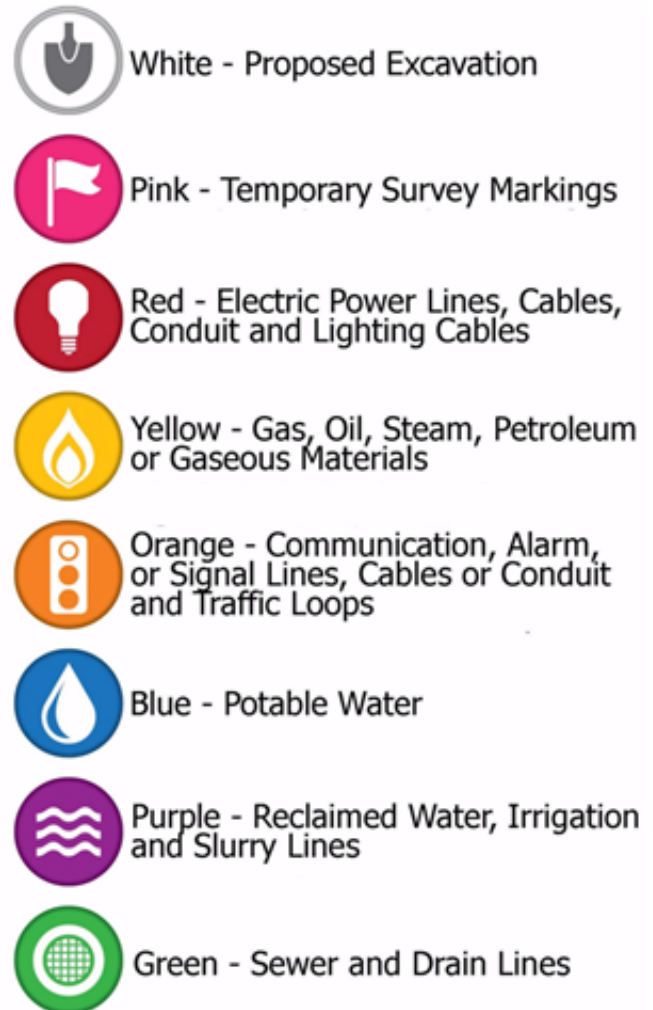 White - Proposed Excavation
Pink - Temporary Survey Markings
Red - Electric Power Lines, Cables,
Conduit and Lighting Cables
Yellow - Gas, Oil, Steam, Petroleum
or Gaseous Materials
Orange - Communication, Alarm,
or Signal Lines, Cables or Conduit
and Traffic Loops
Blue - Potable Water
Purple - Reclaimed Water, Irrigation
and Slurry Lines
Green - Sewer and Drain Lines